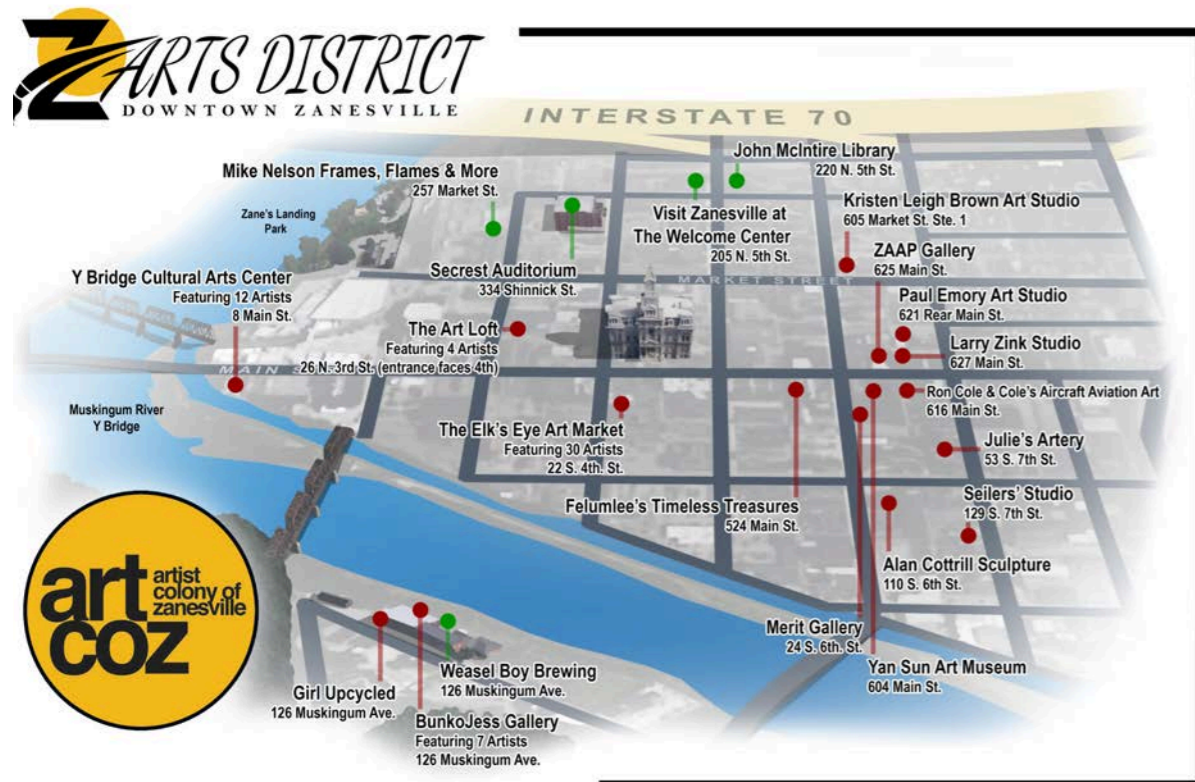 Z ARTS DISTRICT
DOWNTOWN ZANESVILLE
INTERSTATE 70
John McIntire Library
220 N. 5th St.
Mike Nelson Frames, Flames & More
257 Market St.
Kristen Leigh Brown Art Studio
605 Market St. Ste. 1
Zane's Landing
Park
Visit Zanesville at
The Welcome Center
205 N. 5th St.
ZAAP Gallery
625 Main St.
Secrest Auditorium
334 Shinnick St.
MARKET STREET
Y Bridge Cultural Arts Center
Featuring 12 Artists
8 Main St.
Paul Emory Art Studio
621 Rear Main St.
The Art Loft
Featuring 4 Artists
26 N. 3rd St. (entrance faces 4th)
Larry Zink Studio
627 Main St.
MAIN S
Ron Cole & Cole's Aircraft Aviation Art
616 Main St.
Muskingum River
Y Bridge
The Elk's Eye Art Market
Featuring 30 Artists
22 S. 4th. St.
Julie's Artery
53 S. 7th St.
Felumlee's Timeless Treasures
524 Main St.
Seilers' Studio
129 S. 7th St.
Alan Cottrill Sculpture
110 S. 6th St.
art coz
artist
colony of
zanesville
Merit Gallery
24 S. 6th. St.
Yan Sun Art Museum
604 Main St.
Weasel Boy Brewing
126 Muskingum Ave.
Girl Upcycled
126 Muskingum Ave.
BunkoJess Gallery
Featuring 7 Artists
126 Muskingum Ave.